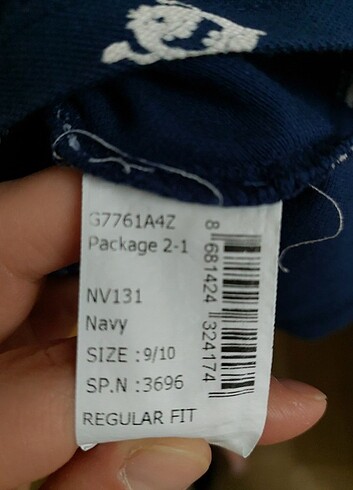 G7761A4Z
Package 2-1
NV131
Navy
SIZE :9/10
SP.N :3696
REGULAR FIT
8 681424 324174